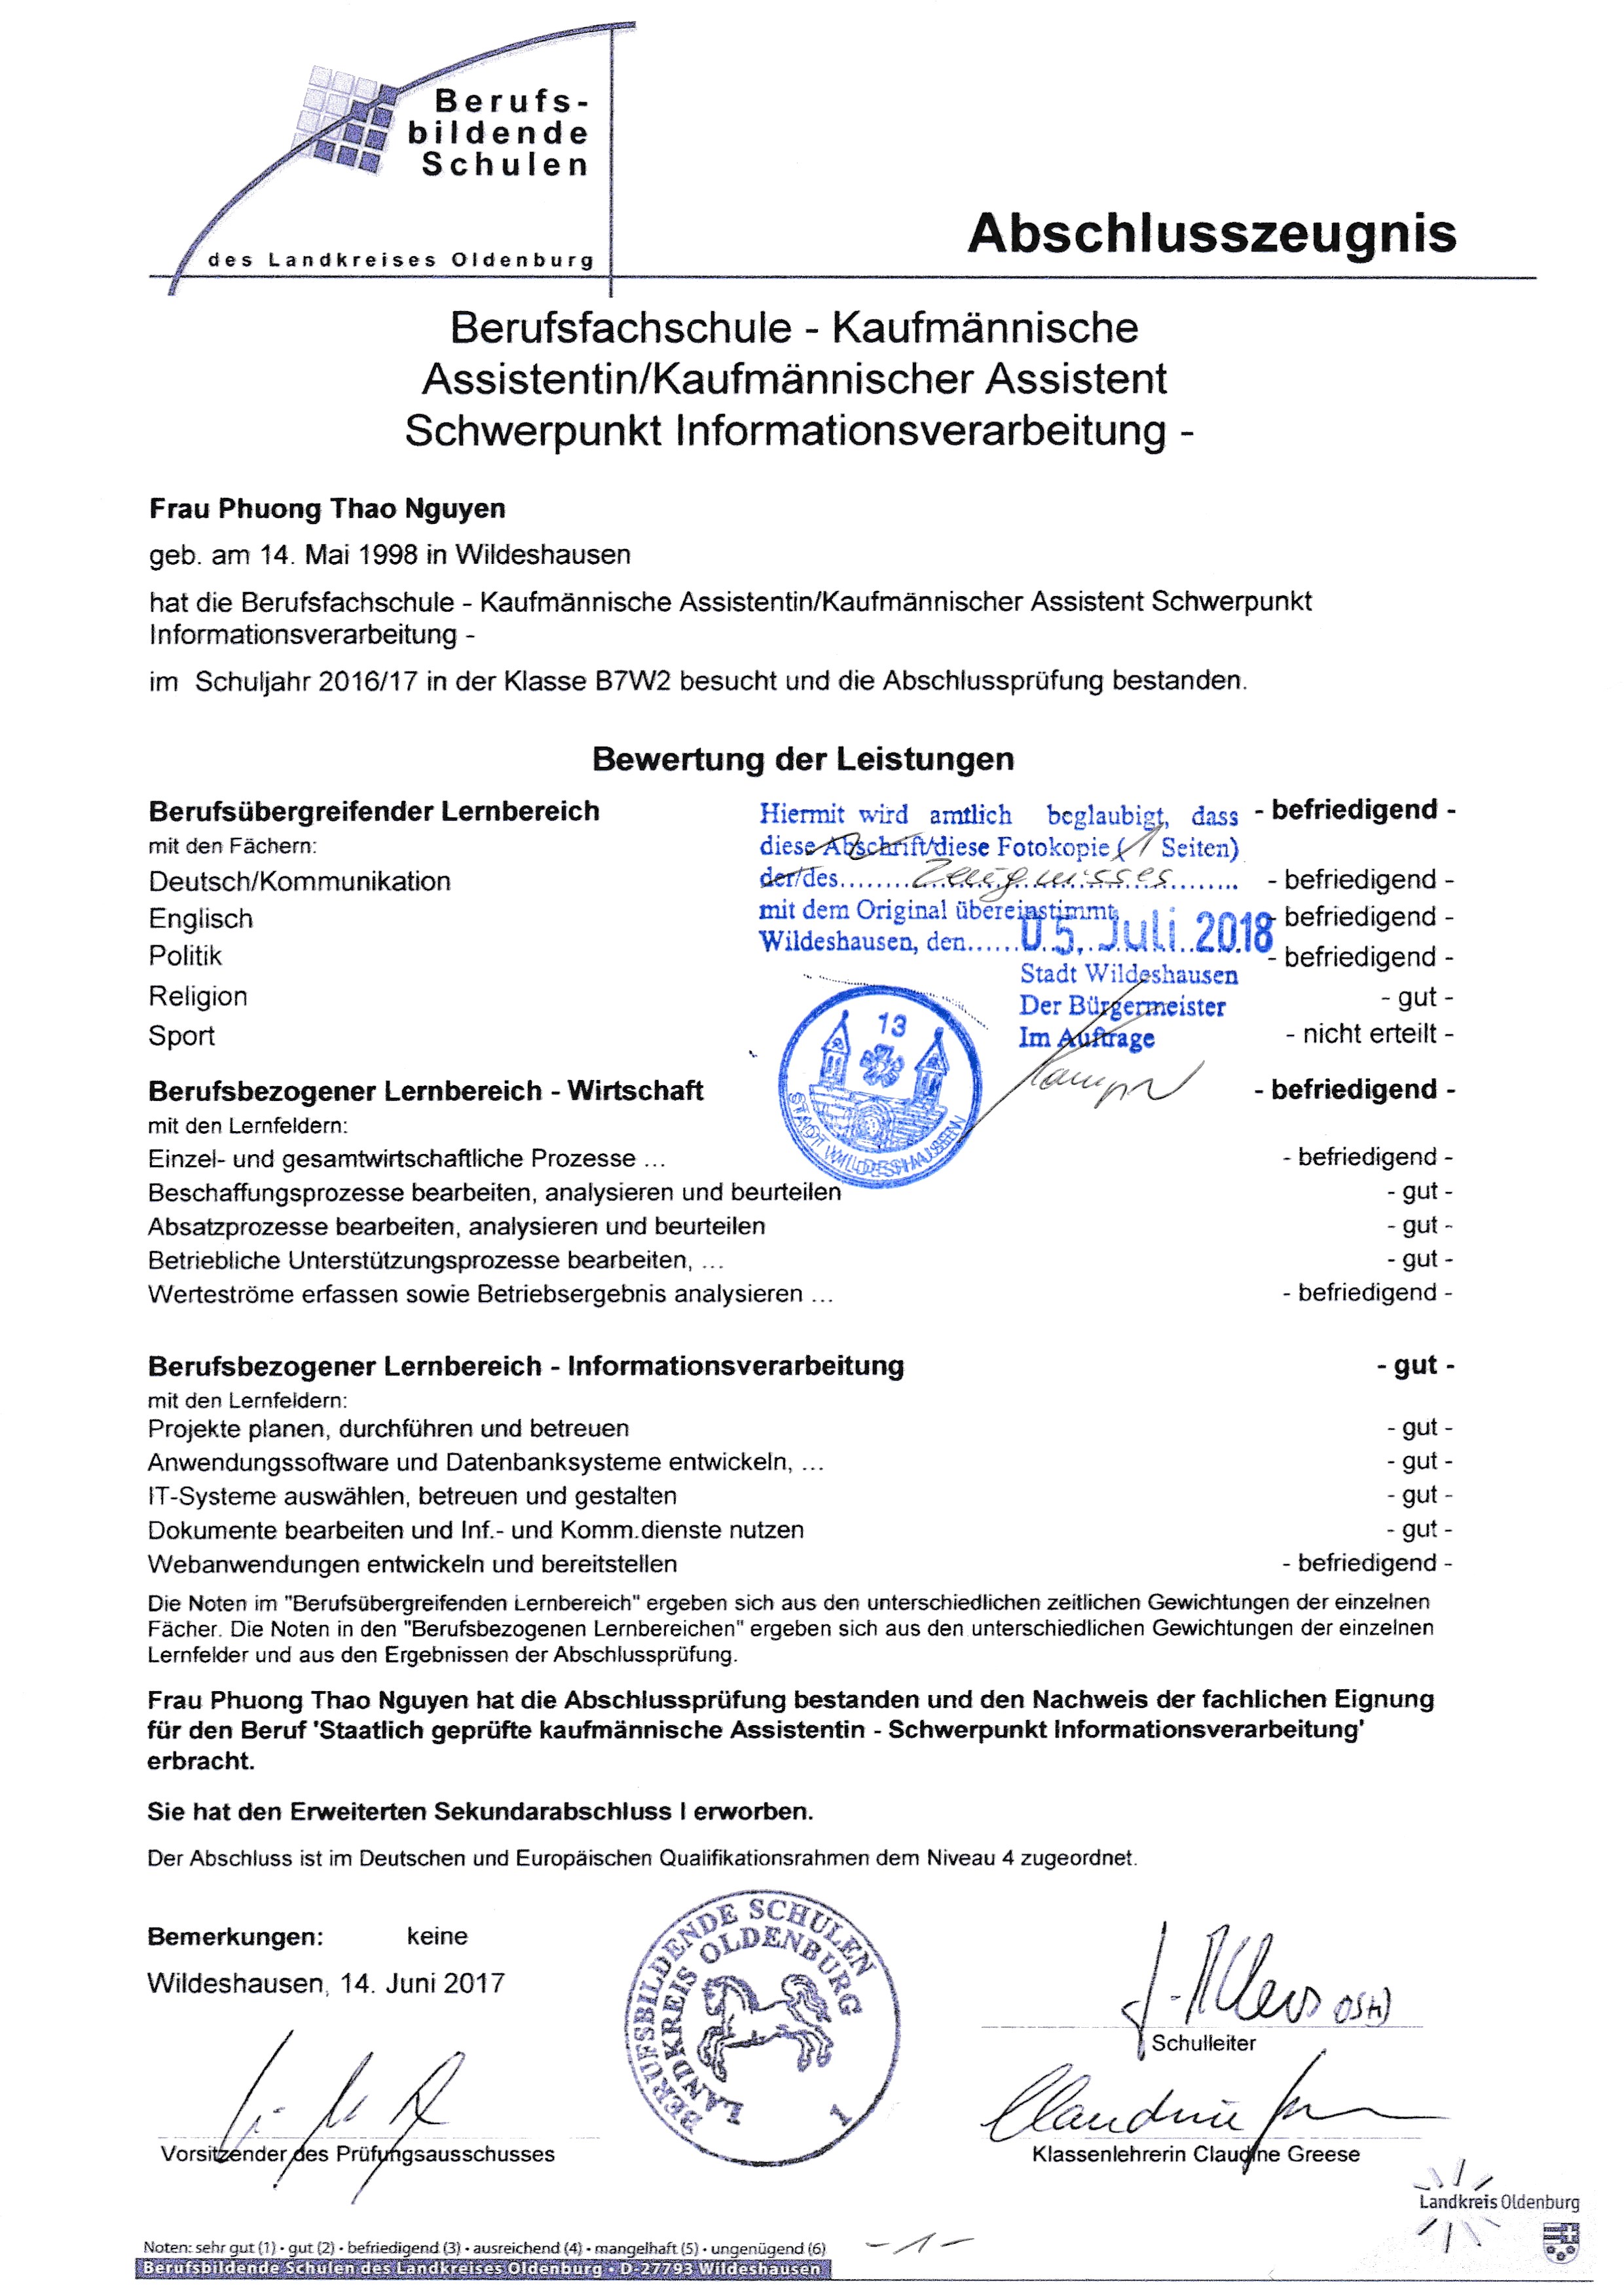 Berufs-
bildende
Schulen
des Landkreises Oldenburg
Abschlusszeugnis
Berufsfachschule - Kaufmännische
Assistentin/Kaufmännischer Assistent
Schwerpunkt Informationsverarbeitung -
Frau Phuong Thao Nguyen
geb. am 14. Mai 1998 in Wildeshausen
hat die Berufsfachschule - Kaufmännische Assistentin/Kaufmännischer Assistent Schwerpunkt
Informationsverarbeitung -
im Schuljahr 2016/17 in der Klasse B7W2 besucht und die Abschlussprüfung bestanden.
Bewertung der Leistungen
Berufsübergreifender Lernbereich - befriedigend -
mit den Fächern:
Deutsch/Kommunikation - befriedigend -
Englisch - befriedigend -
Politik - befriedigend -
Religion - gut -
Sport - nicht erteilt -
Hiermit wird amtlich beglaubigt, dass
diese Abschrift/diese Fotokopie (1 Seiten)
der/des........Zeugnisses........
mit dem Original übereinstimmt
Wildeshausen, den......05. Juli 2018
Stadt Wildeshausen
Der Bürgermeister
Im Auftrage
13
STADT WILDESHAUSEN
Berufsbezogener Lernbereich - Wirtschaft - befriedigend -
mit den Lernfeldern:
Einzel- und gesamtwirtschaftliche Prozesse ... - befriedigend -
Beschaffungsprozesse bearbeiten, analysieren und beurteilen - gut -
Absatzprozesse bearbeiten, analysieren und beurteilen - gut -
Betriebliche Unterstützungsprozesse bearbeiten, ... - gut -
Werteströme erfassen sowie Betriebsergebnis analysieren ... - befriedigend -
Berufsbezogener Lernbereich - Informationsverarbeitung - gut -
mit den Lernfeldern:
Projekte planen, durchführen und betreuen - gut -
Anwendungssoftware und Datenbanksysteme entwickeln, ... - gut -
IT-Systeme auswählen, betreuen und gestalten - gut -
Dokumente bearbeiten und Inf.- und Komm.dienste nutzen - gut -
Webanwendungen entwickeln und bereitstellen - befriedigend -
Die Noten im "Berufsübergreifenden Lernbereich" ergeben sich aus den unterschiedlichen zeitlichen Gewichtungen der einzelnen
Fächer. Die Noten in den "Berufsbezogenen Lernbereichen" ergeben sich aus den unterschiedlichen Gewichtungen der einzelnen
Lernfelder und aus den Ergebnissen der Abschlussprüfung.
Frau Phuong Thao Nguyen hat die Abschlussprüfung bestanden und den Nachweis der fachlichen Eignung
für den Beruf 'Staatlich geprüfte kaufmännische Assistentin - Schwerpunkt Informationsverarbeitung'
erbracht.
Sie hat den Erweiterten Sekundarabschluss I erworben.
Der Abschluss ist im Deutschen und Europäischen Qualifikationsrahmen dem Niveau 4 zugeordnet.
Bemerkungen: keine
Wildeshausen, 14. Juni 2017
BERUFSBILDENDE SCHULEN
LANDKREIS OLDENBURG
1
OStD
Schulleiter
Vorsitzender des Prüfungsausschusses
Claudine
Klassenlehrerin Claudine Greese
Landkreis Oldenburg
Noten: sehr gut (1) • gut (2) • befriedigend (3) • ausreichend (4) • mangelhaft (5) • ungenügend (6)
- 1 -
Berufsbildende Schulen des Landkreises Oldenburg • D-27793 Wildeshausen